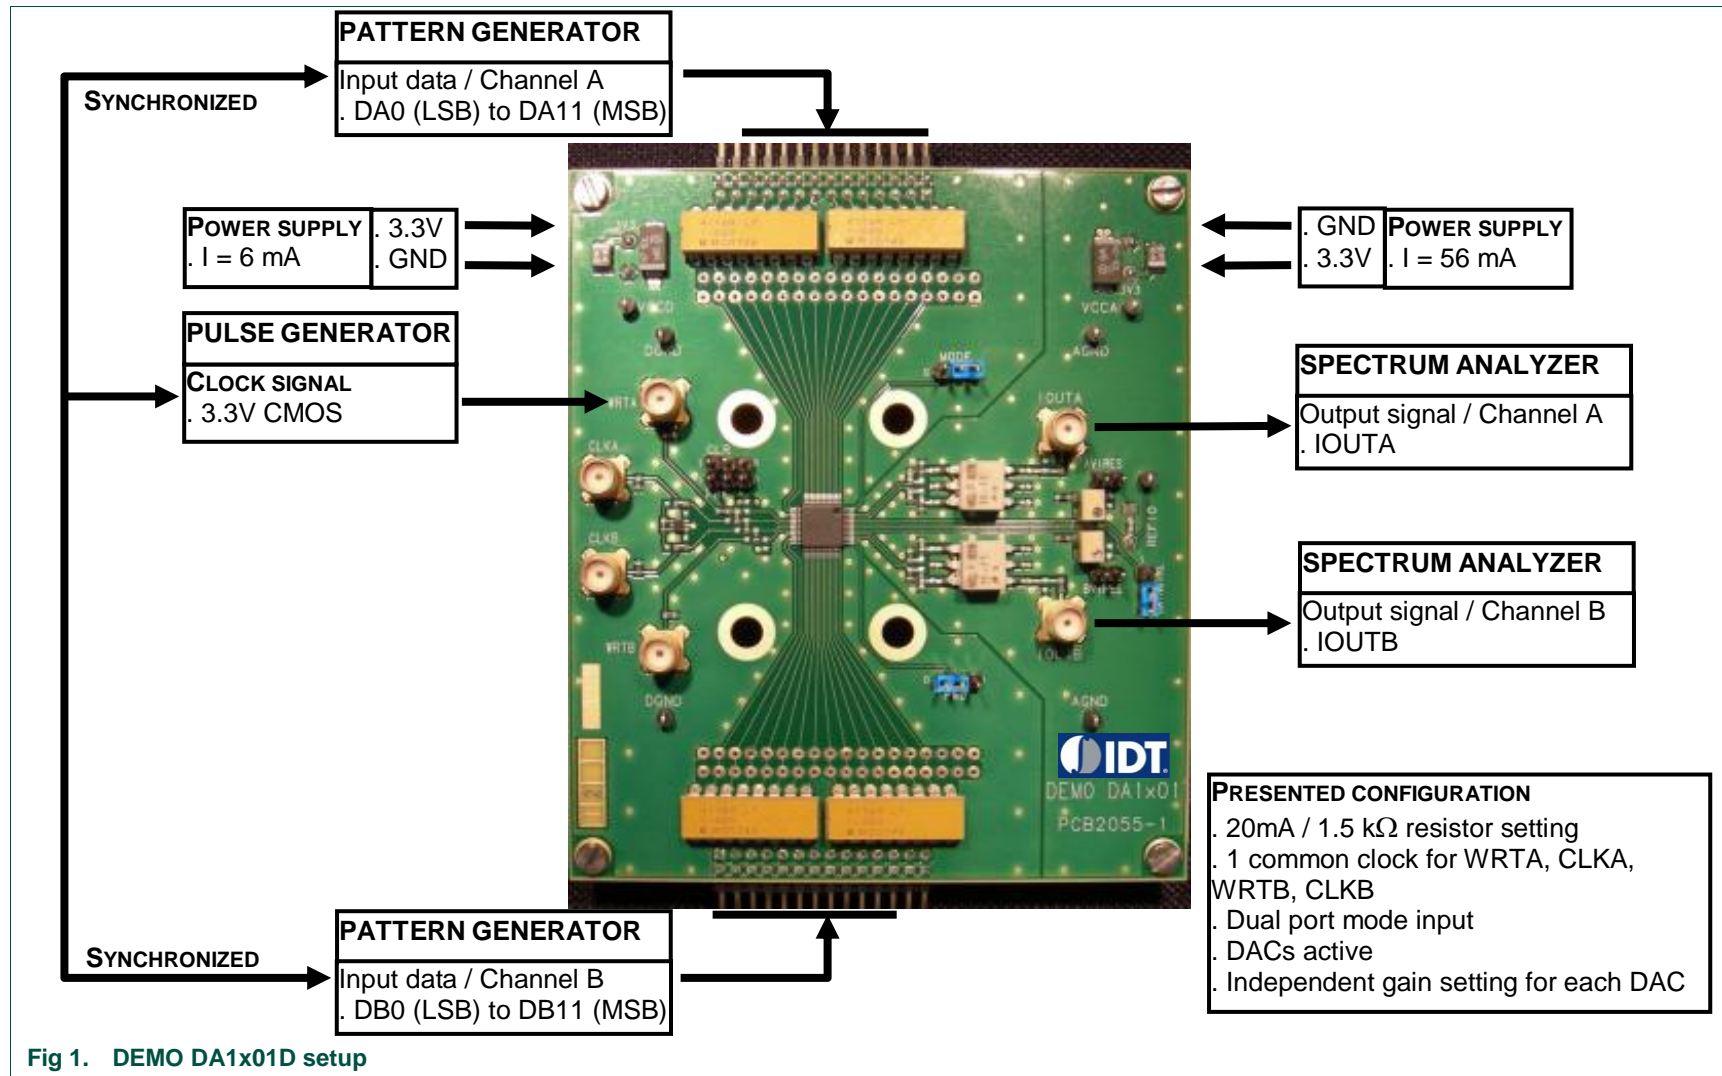 PATTERN GENERATOR
Input data / Channel A
. DA0 (LSB) to DA11 (MSB)
SYNCHRONIZED
POWER SUPPLY
. I = 6 mA
. 3.3V
. GND
. GND
. 3.3V
POWER SUPPLY
. I = 56 mA
PULSE GENERATOR
CLOCK SIGNAL
. 3.3V CMOS
SPECTRUM ANALYZER
Output signal / Channel A
. IOUTA
SPECTRUM ANALYZER
Output signal / Channel B
. IOUTB
VCCA
AGND
MODE
WRTA
IOUTA
CLKA
CLKB
REFIO
WRTB
DGND
AGND
IDT
DEMO DA1x01
PCB2055-1
PRESENTED CONFIGURATION
. 20mA / 1.5 kΩ resistor setting
. 1 common clock for WRTA, CLKA,
WRTB, CLKB
. Dual port mode input
. DACs active
. Independent gain setting for each DAC
PATTERN GENERATOR
SYNCHRONIZED
Input data / Channel B
. DB0 (LSB) to DB11 (MSB)
Fig 1. DEMO DA1x01D setup